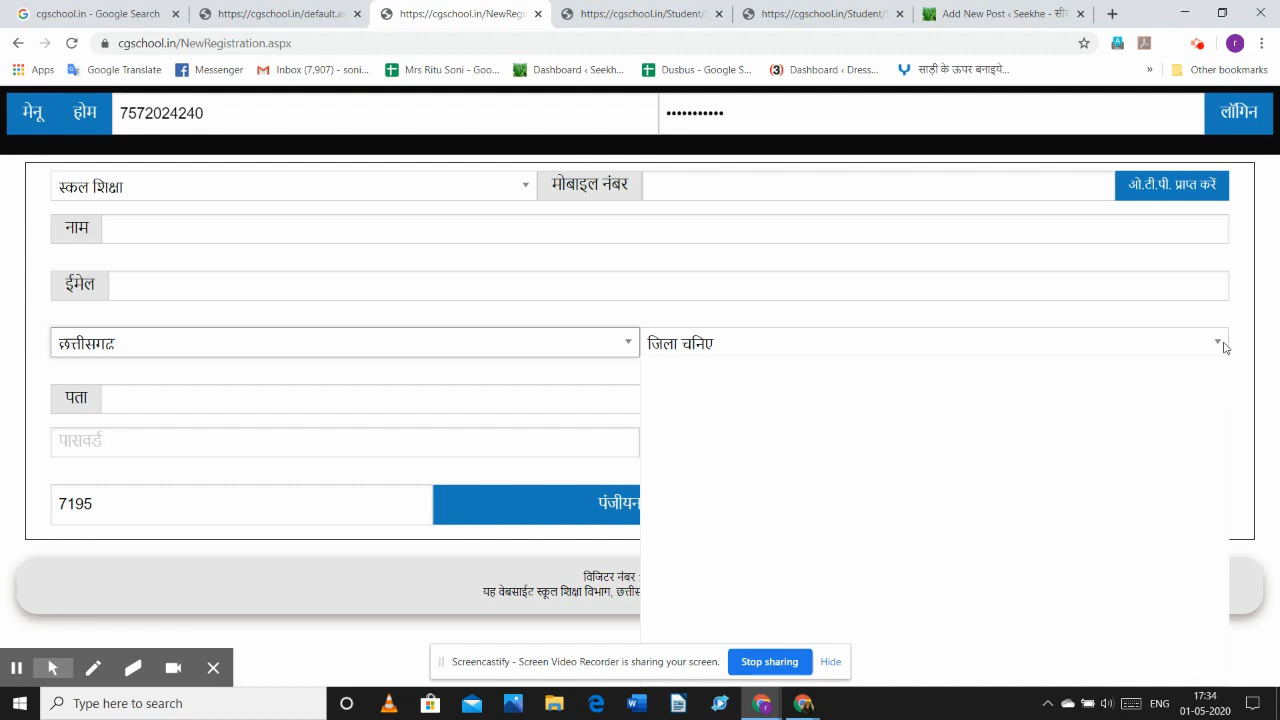 cgschool.in - Google Search
https://cgschool.in/default.as
https://cgschool.in/NewRegi
https://cgschool.in/Student/
https://cgschool.in/Student/
Add New Post ‹ Seekhe - सी
cgschool.in/NewRegistration.aspx
Apps
Google Translate
Messenger
Inbox (7,907) - soni...
Mrs Ritu Soni - Goo...
Dashboard ‹ Seekh...
Dusbus - Google S...
Dashboard ‹ Dress...
साड़ी के ऊपर बनाइये...
»
Other bookmarks
मेनू होम 7572024240 ••••••••••• लॉगिन
स्कूल शिक्षा मोबाइल नंबर ओ.टी.पी. प्राप्त करें
नाम
ईमेल
छत्तीसगढ़ जिला चुनिए
पता
पासवर्ड
7195 पंजीयन
विजिटर नंबर :
यह वेबसाईट स्कूल शिक्षा विभाग, छत्तीस
Screencastify - Screen Video Recorder is sharing your screen. Stop sharing Hide
Type here to search
ENG
17:34
01-05-2020